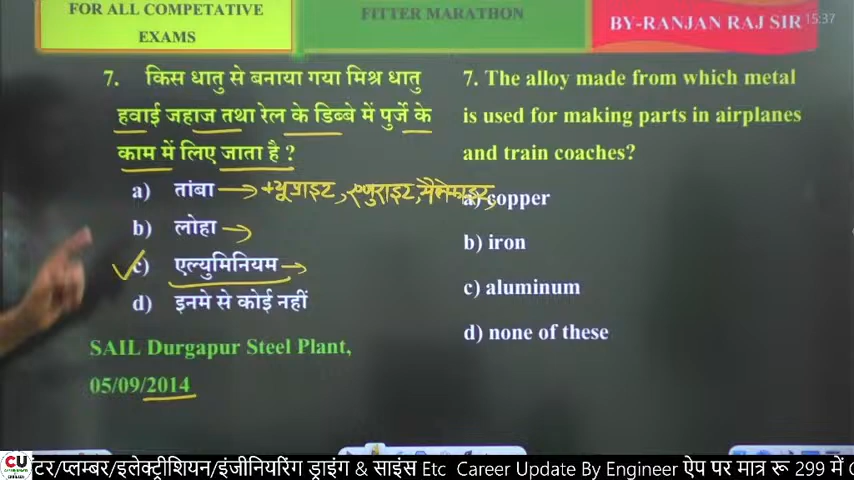 FOR ALL COMPETATIVE
EXAMS
FITTER MARATHON
BY-RANJAN RAJ SIR
15:37
7. किस धातु से बनाया गया मिश्र धातु
हवाई जहाज तथा रेल के डिब्बे में पुर्जे के
काम में लिए जाता है ?
a) तांबा
b) लोहा
c) एल्युमिनियम
d) इनमे से कोई नहीं
SAIL Durgapur Steel Plant,
05/09/2014
7. The alloy made from which metal
is used for making parts in airplanes
and train coaches?
a) copper
b) iron
c) aluminum
d) none of these
CU
टर/प्लम्बर/इलेक्ट्रीशियन/इंजीनियरिंग ड्राइंग & साइंस Etc Career Update By Engineer ऐप पर मात्र रू 299 में